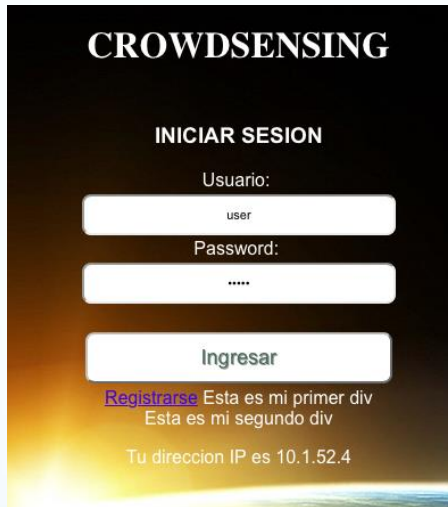 CROWDSENSING
INICIAR SESION
Usuario:
user
Password:
•••••
Ingresar
Registrarse Esta es mi primer div
Esta es mi segundo div
Tu direccion IP es 10.1.52.4